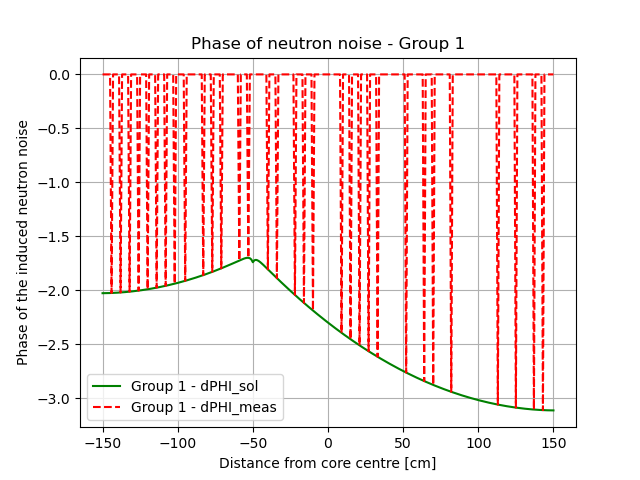 Phase of neutron noise - Group 1
Phase of the induced neutron noise
0.0
−0.5
−1.0
−1.5
−2.0
−2.5
−3.0
Group 1 - dPHI_sol
Group 1 - dPHI_meas
−150
−100
−50
0
50
100
150
Distance from core centre [cm]